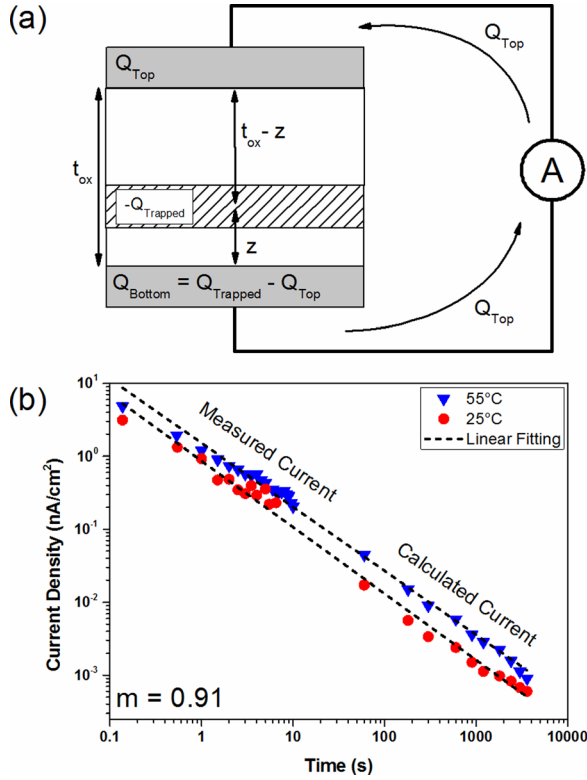 (a)
Q_Top
Q_Top
t_ox - z
t_ox
A
-Q_Trapped
z
Q_Bottom = Q_Trapped - Q_Top
Q_Top
(b)
10^1
10^0
10^-1
10^-2
10^-3
Current Density (nA/cm^2)
55°C
25°C
Linear Fitting
Measured Current
Calculated Current
m = 0.91
0.1 1 10 100 1000 10000
Time (s)